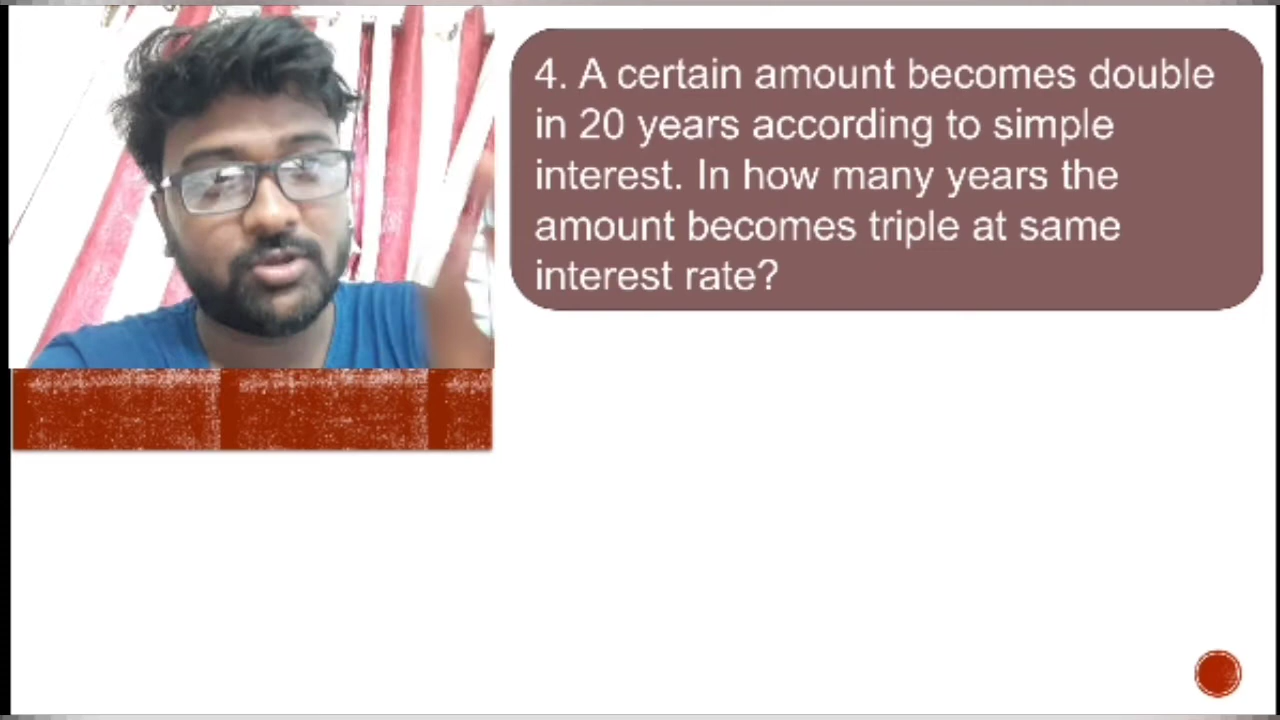 4. A certain amount becomes double
in 20 years according to simple
interest. In how many years the
amount becomes triple at same
interest rate?